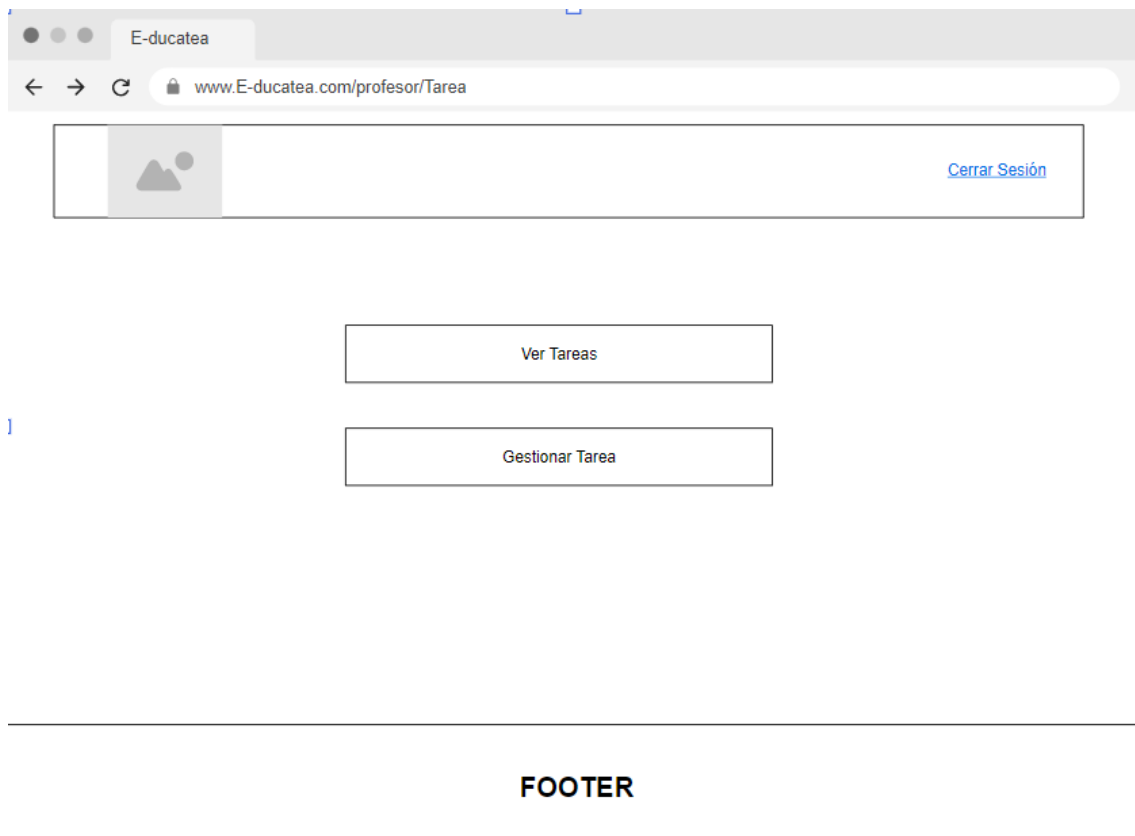 E-ducatea
www.E-ducatea.com/profesor/Tarea
Cerrar Sesión
Ver Tareas
Gestionar Tarea
FOOTER